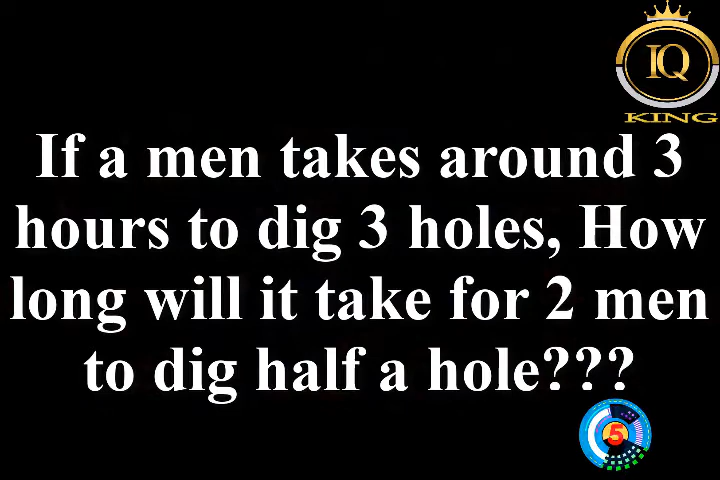 IQ
KING
If a men takes around 3
hours to dig 3 holes, How
long will it take for 2 men
to dig half a hole???
5